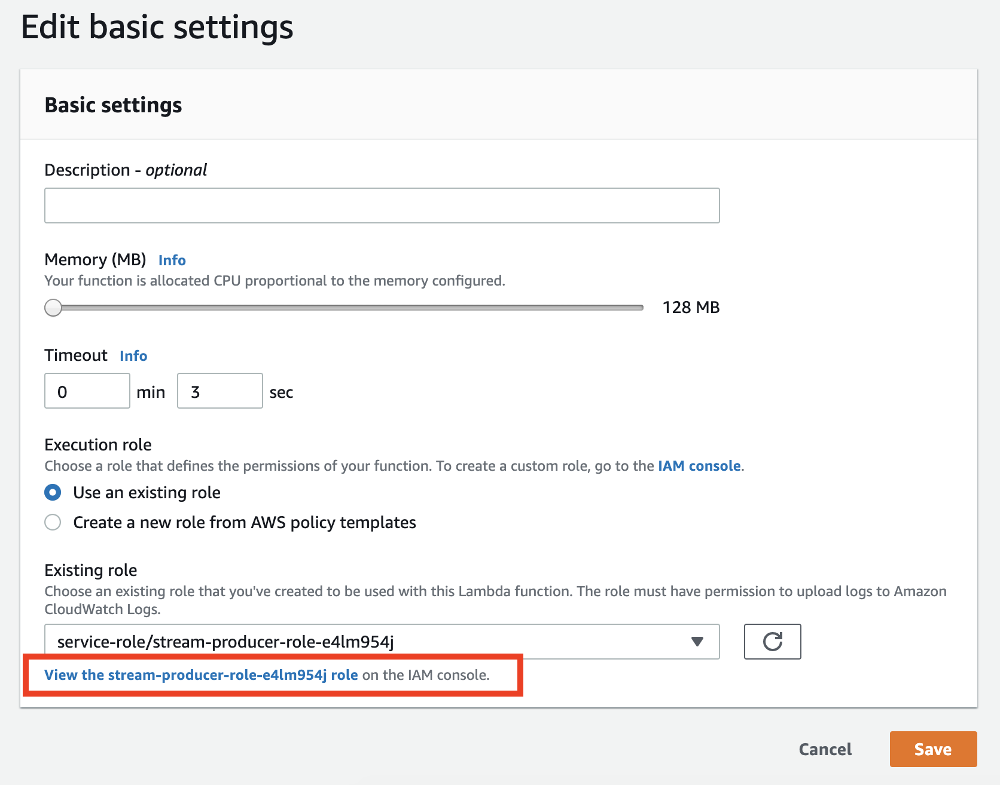 Edit basic settings
Basic settings
Description - optional
Memory (MB) Info
Your function is allocated CPU proportional to the memory configured.
128 MB
Timeout Info
0 min 3 sec
Execution role
Choose a role that defines the permissions of your function. To create a custom role, go to the IAM console.
Use an existing role
Create a new role from AWS policy templates
Existing role
Choose an existing role that you've created to be used with this Lambda function. The role must have permission to upload logs to Amazon
CloudWatch Logs.
service-role/stream-producer-role-e4lm954j
View the stream-producer-role-e4lm954j role on the IAM console.
Cancel Save